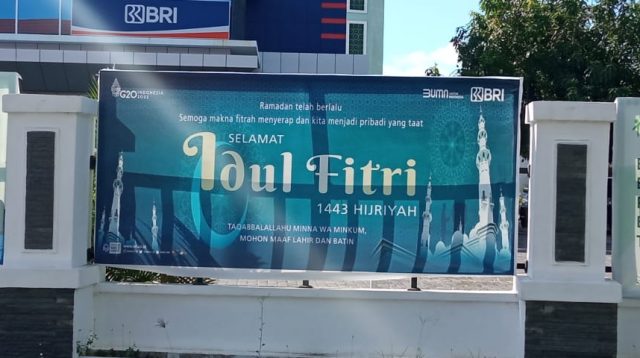 BRI
G20 INDONESIA
2022
BUMN
BRI
Ramadan telah berlalu
Semoga makna fitrah menyerap dan kita menjadi pribadi yang taat
SELAMAT
Idul Fitri
1443 HIJRIYAH
TAQABBALALLAHU MINNA WA MINKUM,
MOHON MAAF LAHIR DAN BATIN